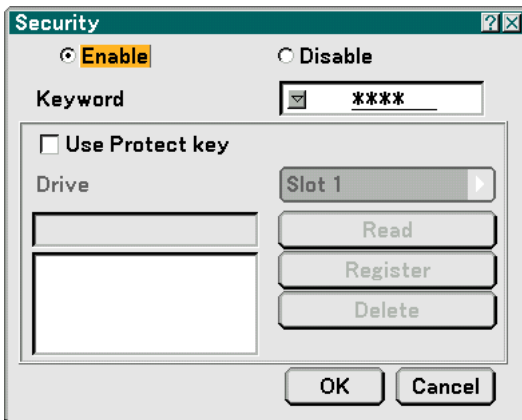 Security
Enable Disable
Keyword ****
Use Protect key
Drive Slot 1
Read
Register
Delete
OK Cancel